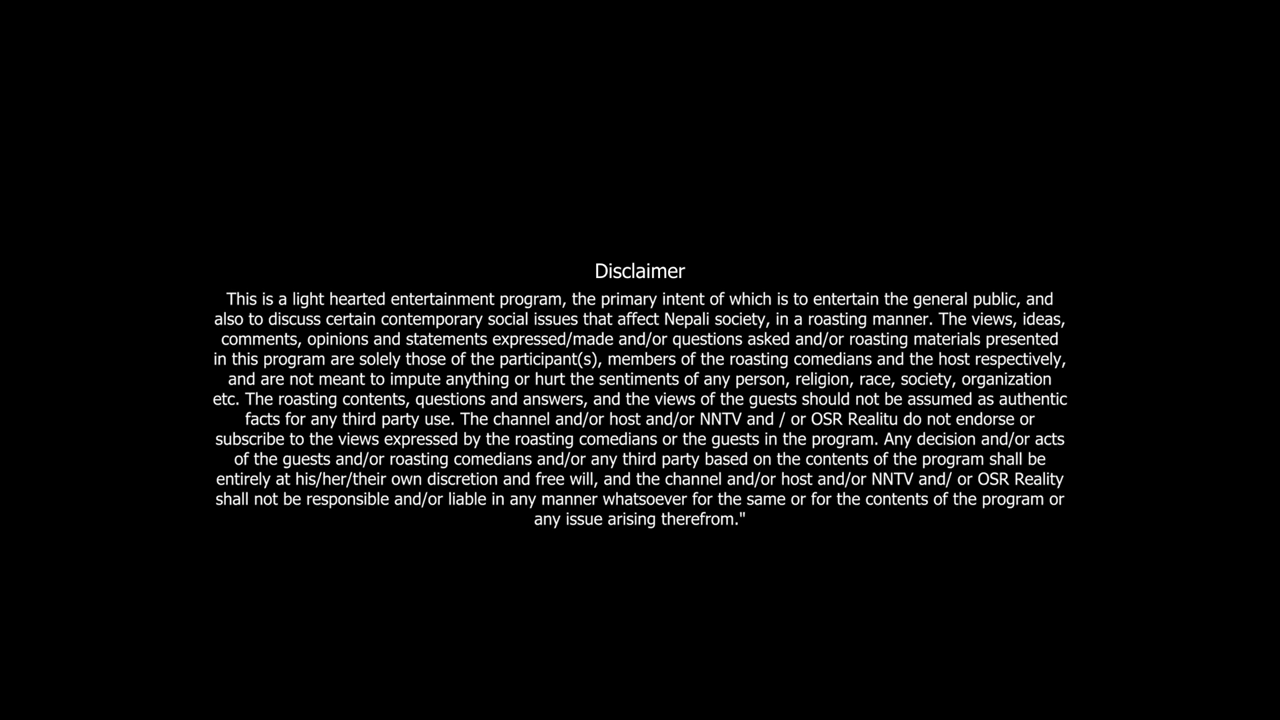 Disclaimer
This is a light hearted entertainment program, the primary intent of which is to entertain the general public, and
also to discuss certain contemporary social issues that affect Nepali society, in a roasting manner. The views, ideas,
comments, opinions and statements expressed/made and/or questions asked and/or roasting materials presented
in this program are solely those of the participant(s), members of the roasting comedians and the host respectively,
and are not meant to impute anything or hurt the sentiments of any person, religion, race, society, organization
etc. The roasting contents, questions and answers, and the views of the guests should not be assumed as authentic
facts for any third party use. The channel and/or host and/or NNTV and / or OSR Realitu do not endorse or
subscribe to the views expressed by the roasting comedians or the guests in the program. Any decision and/or acts
of the guests and/or roasting comedians and/or any third party based on the contents of the program shall be
entirely at his/her/their own discretion and free will, and the channel and/or host and/or NNTV and/ or OSR Reality
shall not be responsible and/or liable in any manner whatsoever for the same or for the contents of the program or
any issue arising therefrom."